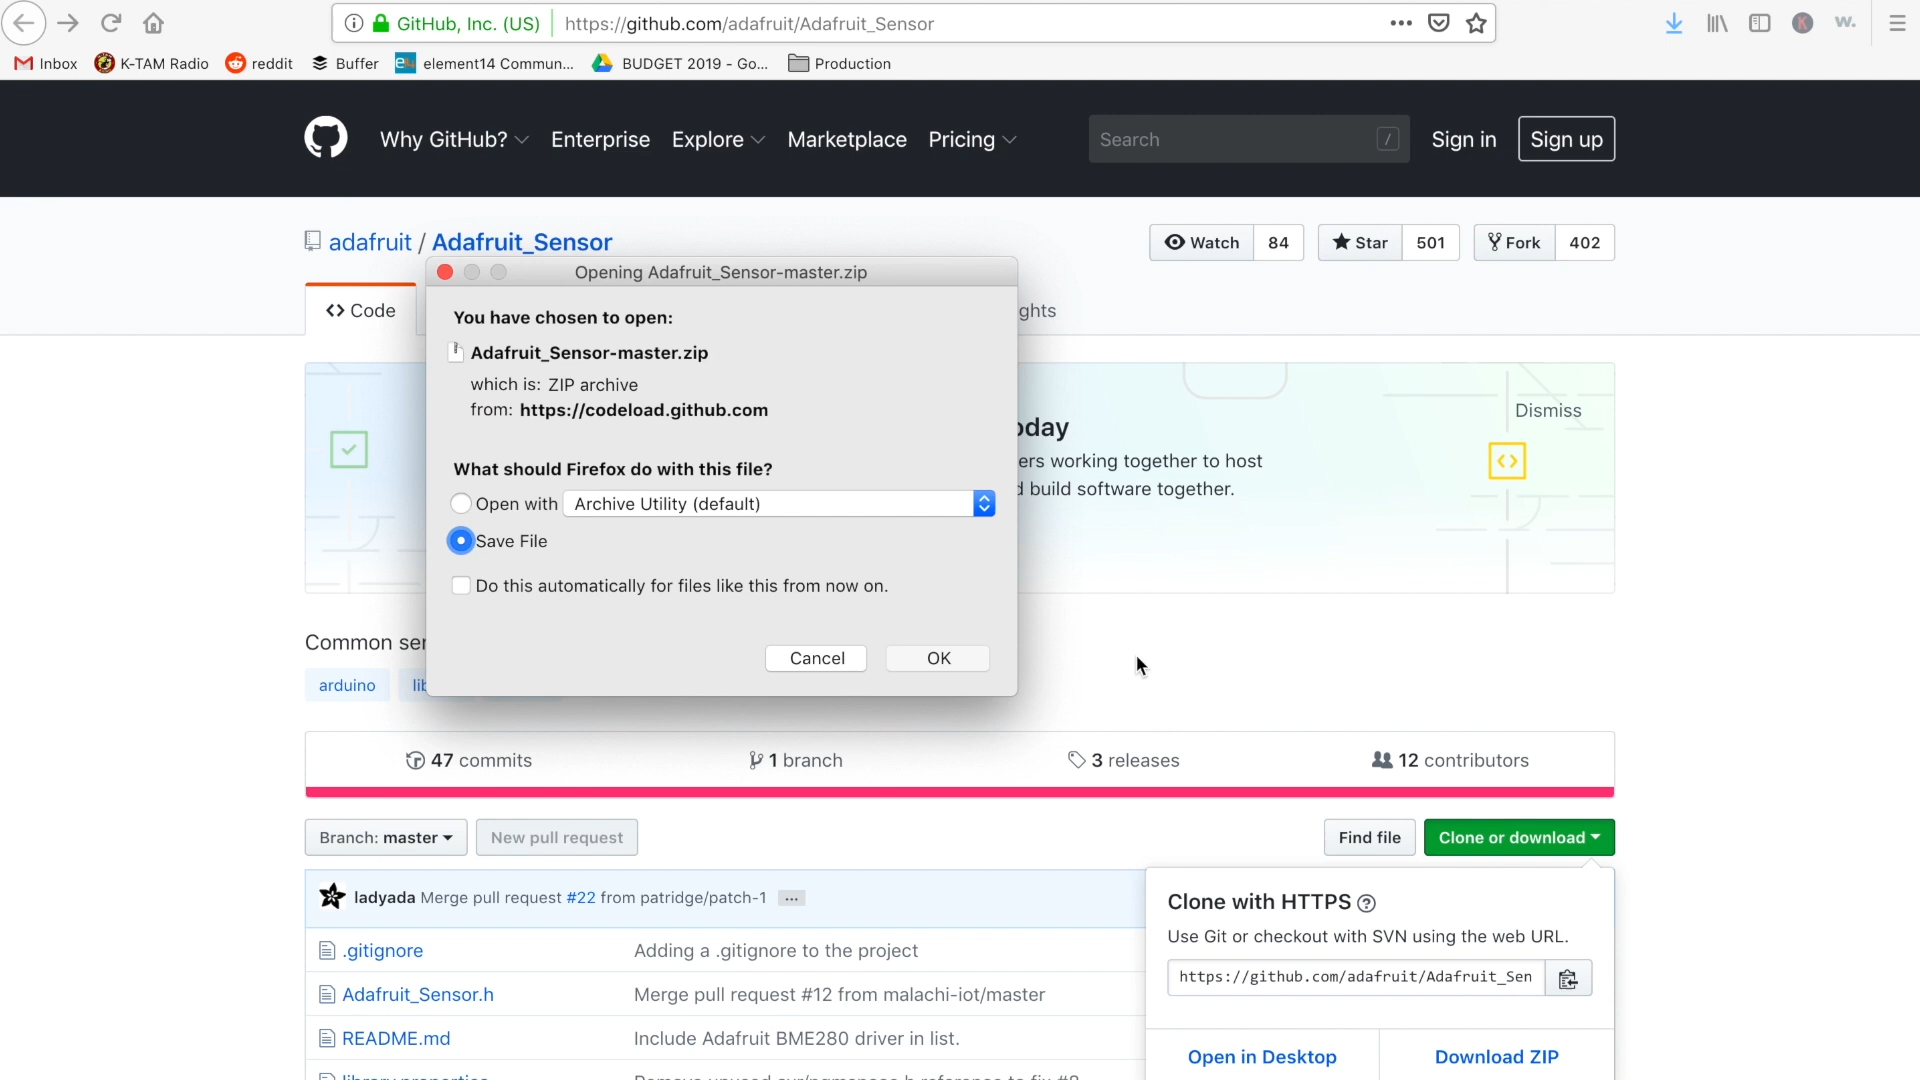 GitHub, Inc. (US) https://github.com/adafruit/Adafruit_Sensor
K w.
Inbox K-TAM Radio reddit Buffer element14 Commun... BUDGET 2019 - Go... Production
Why GitHub? Enterprise Explore Marketplace Pricing Search / Sign in Sign up
adafruit / Adafruit_Sensor Watch 84 Star 501 Fork 402
Opening Adafruit_Sensor-master.zip
Code ghts
You have chosen to open:
Adafruit_Sensor-master.zip
which is: ZIP archive
from: https://codeload.github.com
Dismiss
oday
ers working together to host
d build software together.
What should Firefox do with this file?
Open with Archive Utility (default)
Save File
Do this automatically for files like this from now on.
Cancel OK
Common ser
arduino lib
47 commits 1 branch 3 releases 12 contributors
Branch: master New pull request Find file Clone or download
ladyada Merge pull request #22 from patridge/patch-1 ...
Clone with HTTPS ?
Use Git or checkout with SVN using the web URL.
https://github.com/adafruit/Adafruit_Sen
Open in Desktop Download ZIP
.gitignore Adding a .gitignore to the project
Adafruit_Sensor.h Merge pull request #12 from malachi-iot/master
README.md Include Adafruit BME280 driver in list.